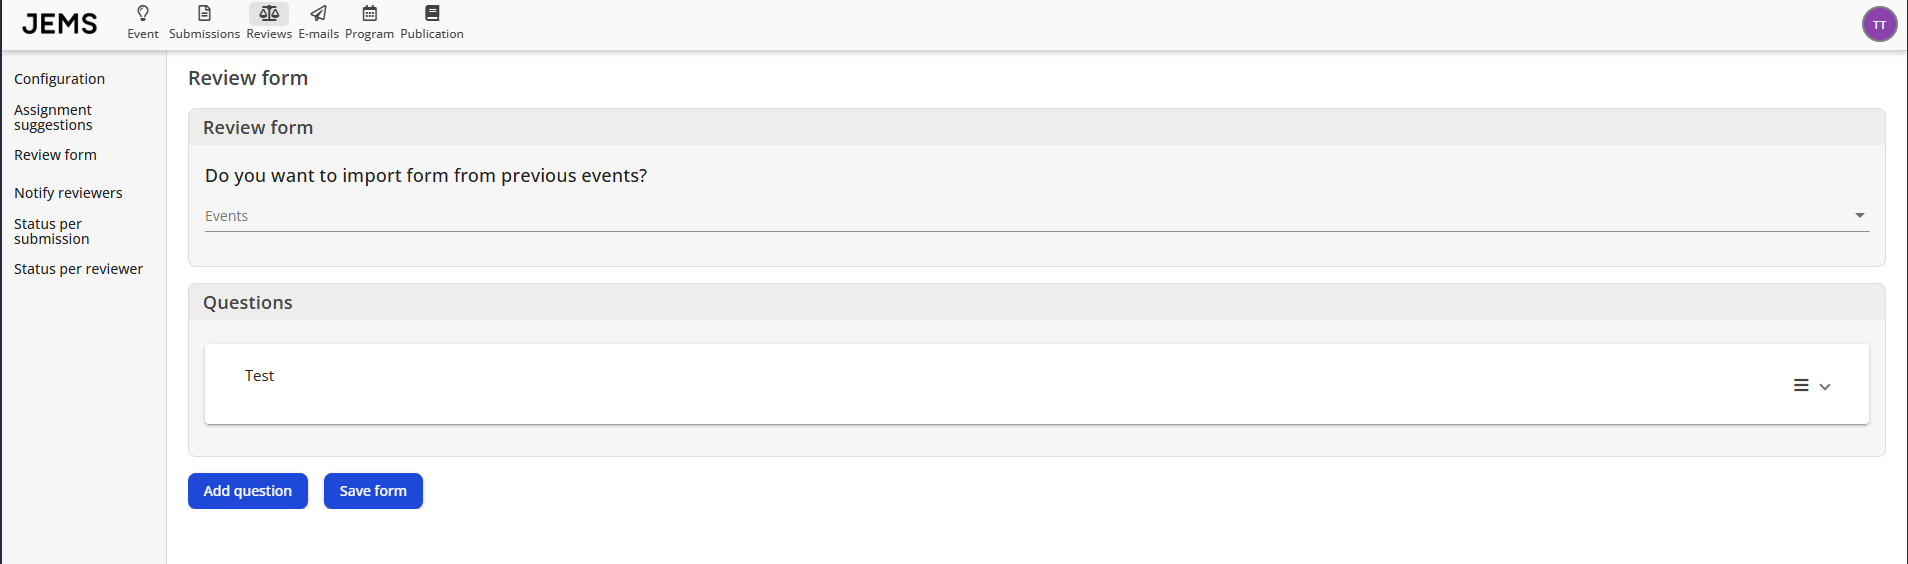 JEMS
Event Submissions Reviews E-mails Program Publication
TT
Configuration
Assignment
suggestions
Review form
Notify reviewers
Status per
submission
Status per reviewer
Review form
Review form
Do you want to import form from previous events?
Events
Questions
Test
Add question Save form